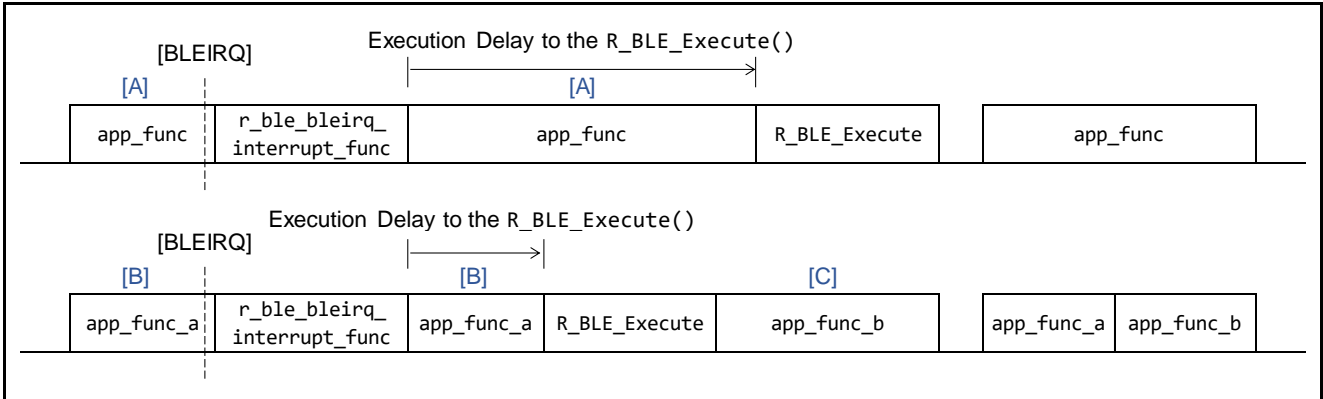 Execution Delay to the R_BLE_Execute()
[BLEIRQ]
[A] [A]
app_func r_ble_bleirq_ app_func R_BLE_Execute app_func
interrupt_func
Execution Delay to the R_BLE_Execute()
[BLEIRQ]
[B] [B] [C]
app_func_a r_ble_bleirq_ app_func_a R_BLE_Execute app_func_b app_func_a app_func_b
interrupt_func